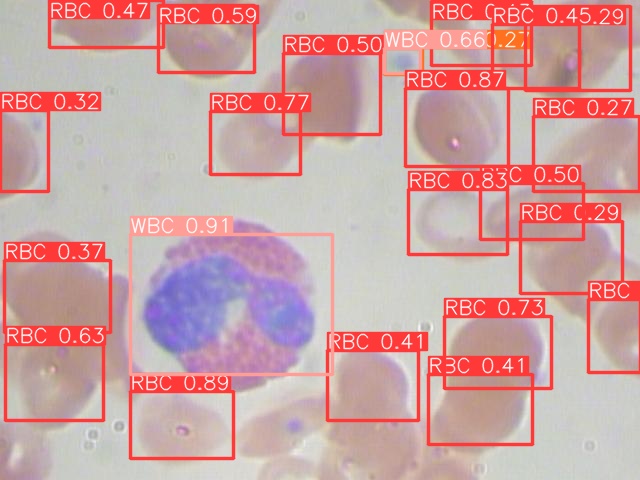 RBC 0.47
RBC 0.59
RBC
RBC 0.45.29
RBC 0.50
WBC 0.66
0.27
RBC 0.87
RBC 0.32
RBC 0.77
RBC 0.27
RBC 0.83
RBC 0.50
RBC 0.29
WBC 0.91
RBC 0.37
RBC
RBC 0.73
RBC 0.63
RBC 0.41
RBC 0.41
RBC 0.89